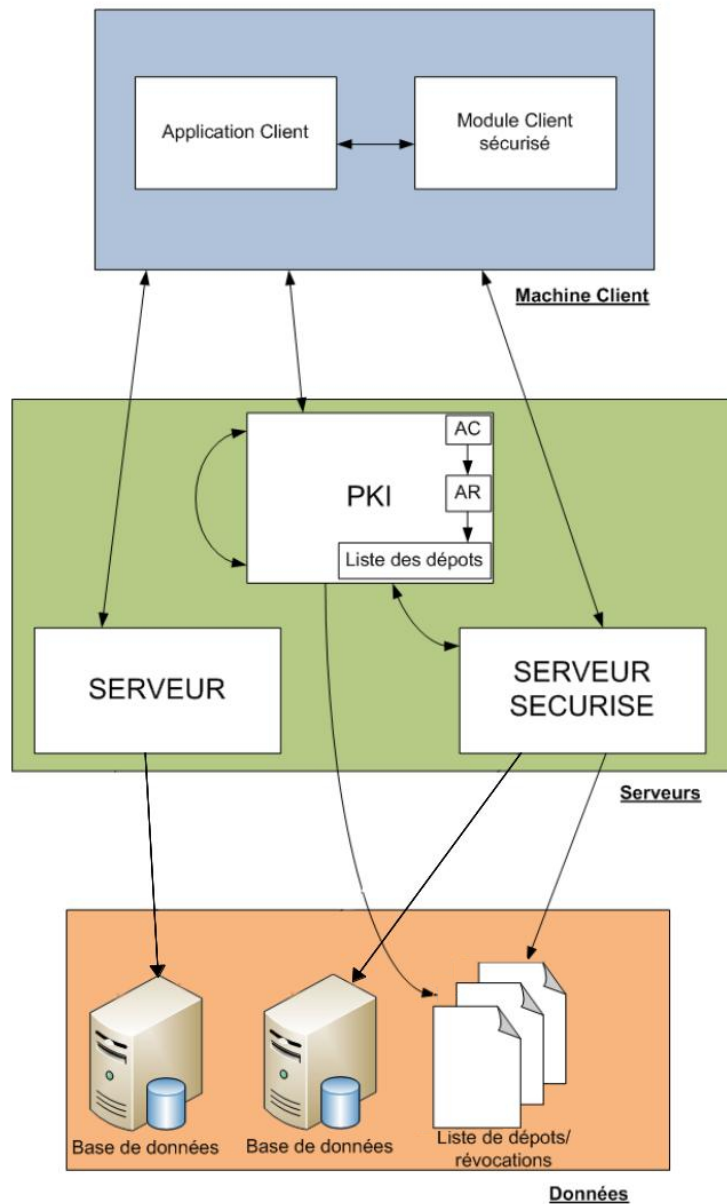 Application Client
Module Client
sécurisé
Machine Client
AC
PKI
AR
Liste des dépots
SERVEUR
SERVEUR
SECURISE
Serveurs
Base de données
Base de données
Liste de dépots/
révocations
Données